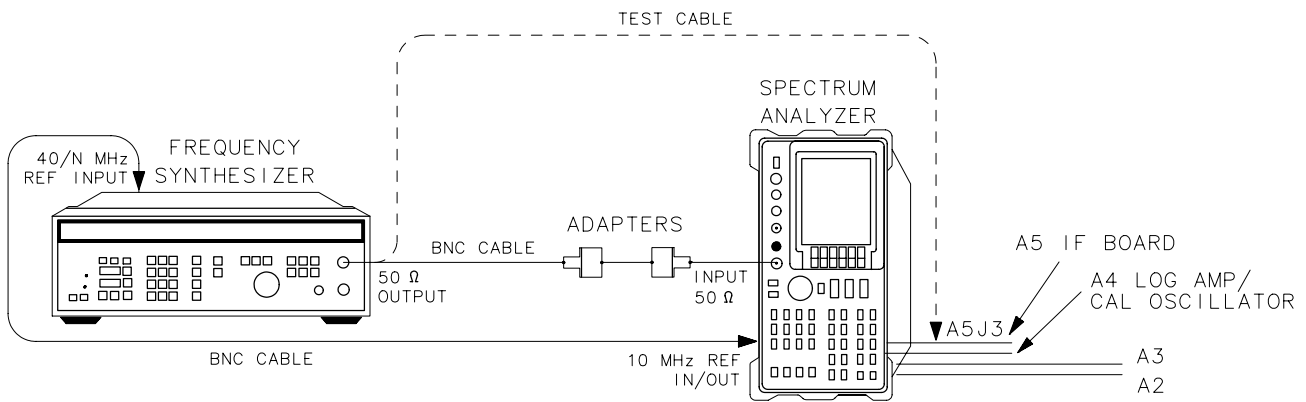 TEST CABLE
SPECTRUM
ANALYZER
40/N MHz
REF INPUT
FREQUENCY
SYNTHESIZER
ADAPTERS
BNC CABLE
50 Ω
OUTPUT
INPUT
50 Ω
A5 IF BOARD
A4 LOG AMP/
CAL OSCILLATOR
A5J3
BNC CABLE
10 MHz REF
IN/OUT
A3
A2